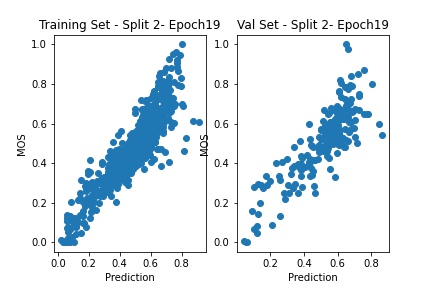 Training Set - Split 2- Epoch19
Val Set - Split 2- Epoch19
MOS
1.0
0.8
0.6
0.4
0.2
0.0
0.0 0.2 0.4 0.6 0.8
Prediction
MOS
1.0
0.8
0.6
0.4
0.2
0.0
0.2 0.4 0.6 0.8
Prediction